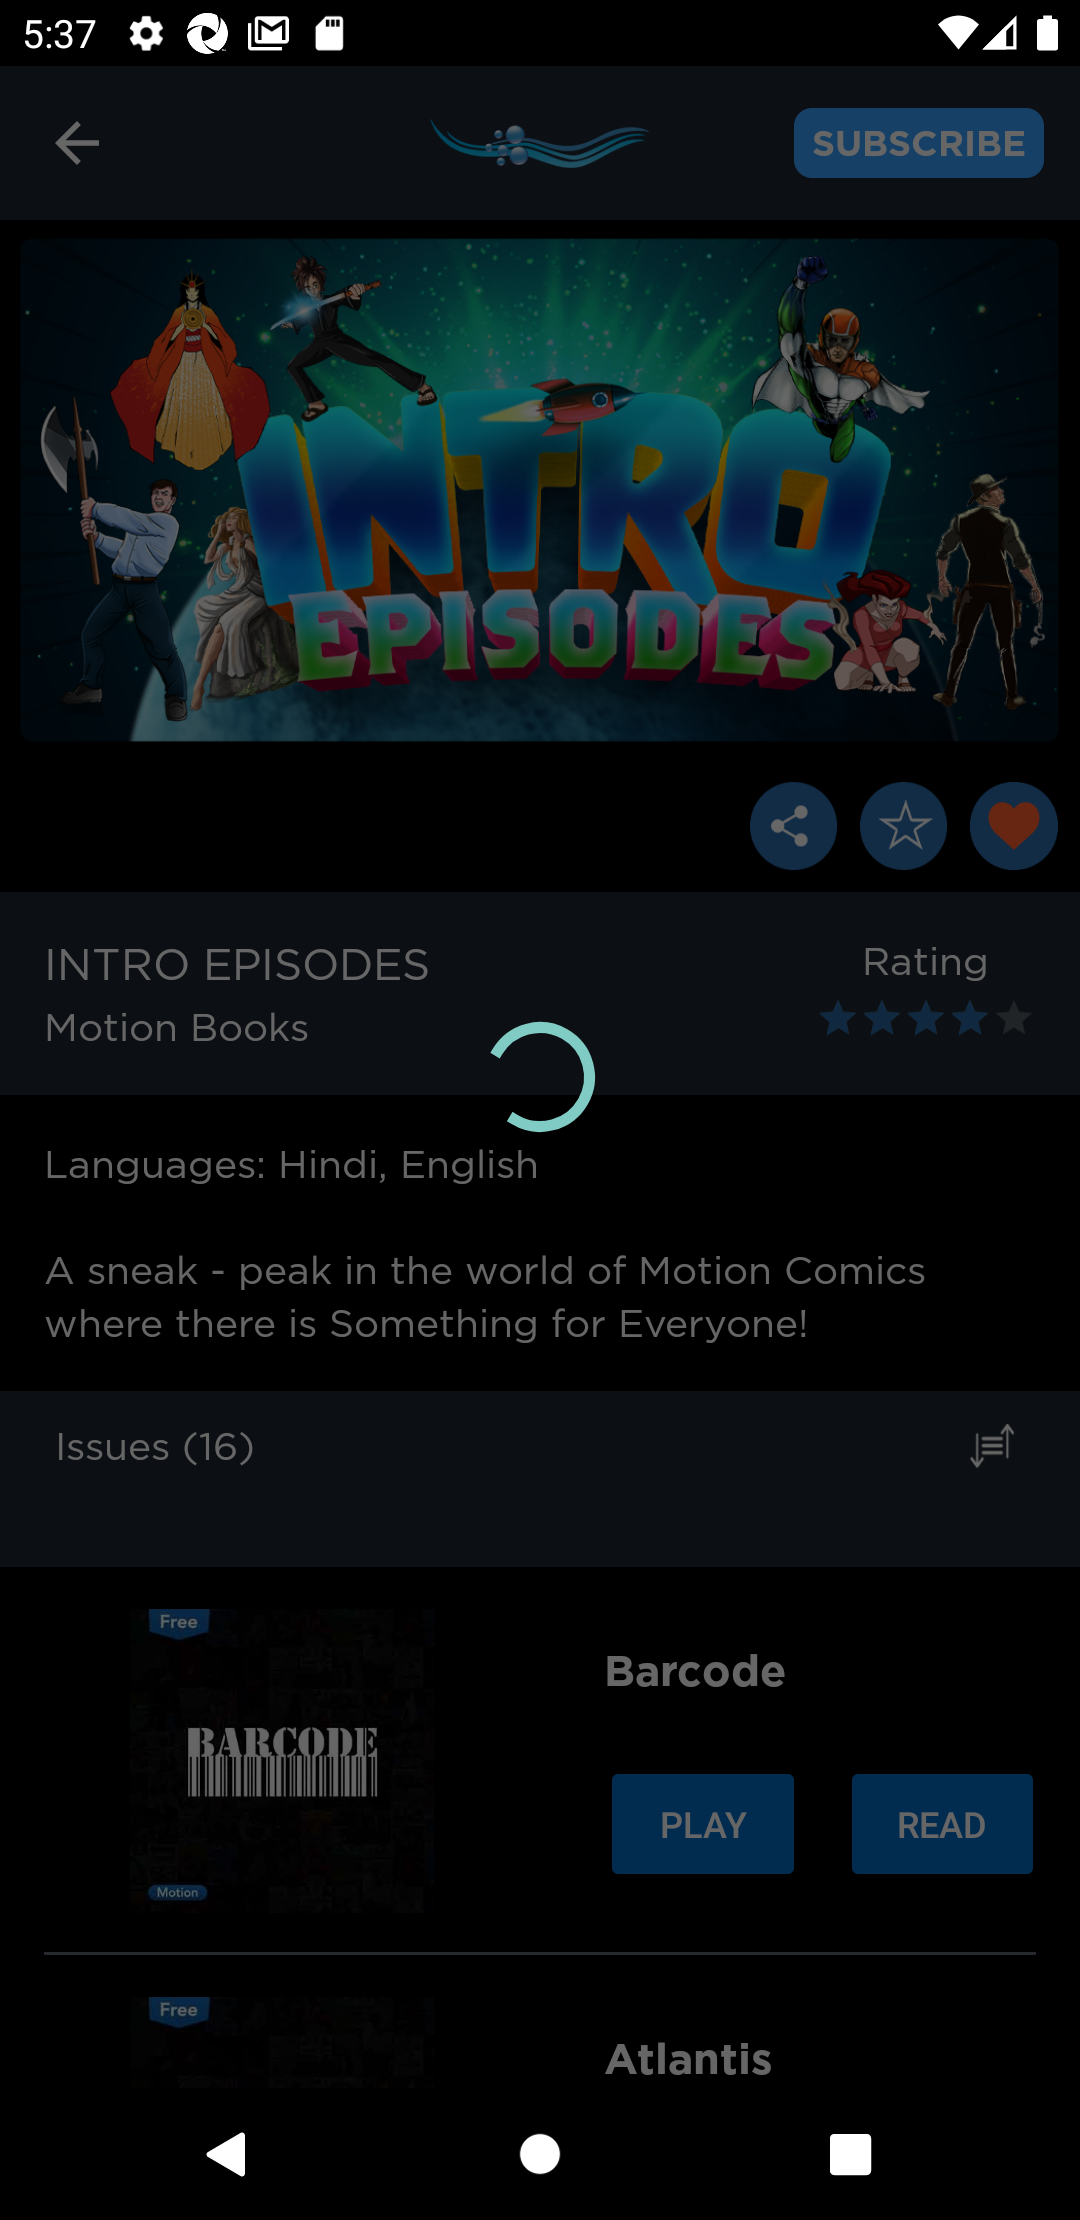 5:37
SUBSCRIBE
INTRO
EPISODES
INTRO EPISODES
Rating
Motion Books
Languages: Hindi, English
A sneak - peak in the world of Motion Comics
where there is Something for Everyone!
Issues (16)
Free
Barcode
BARCODE
PLAY
READ
Motion
Free
Atlantis